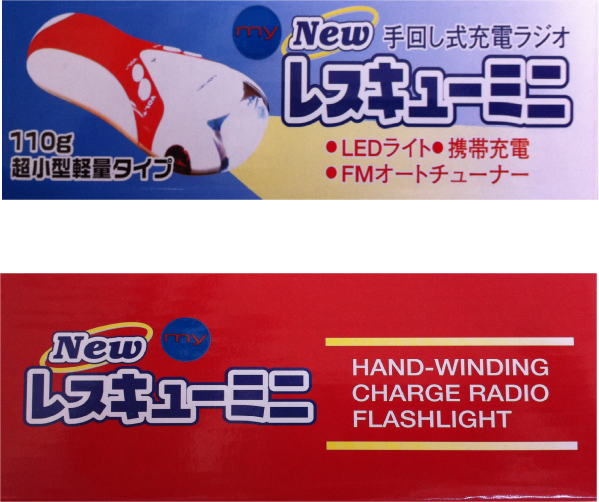 my New 手回し式充電ラジオ
レスキューミニ
110g
超小型軽量タイプ
●LEDライト●携帯充電
●FMオートチューナー
New my
レスキューミニ
HAND-WINDING
CHARGE RADIO
FLASHLIGHT